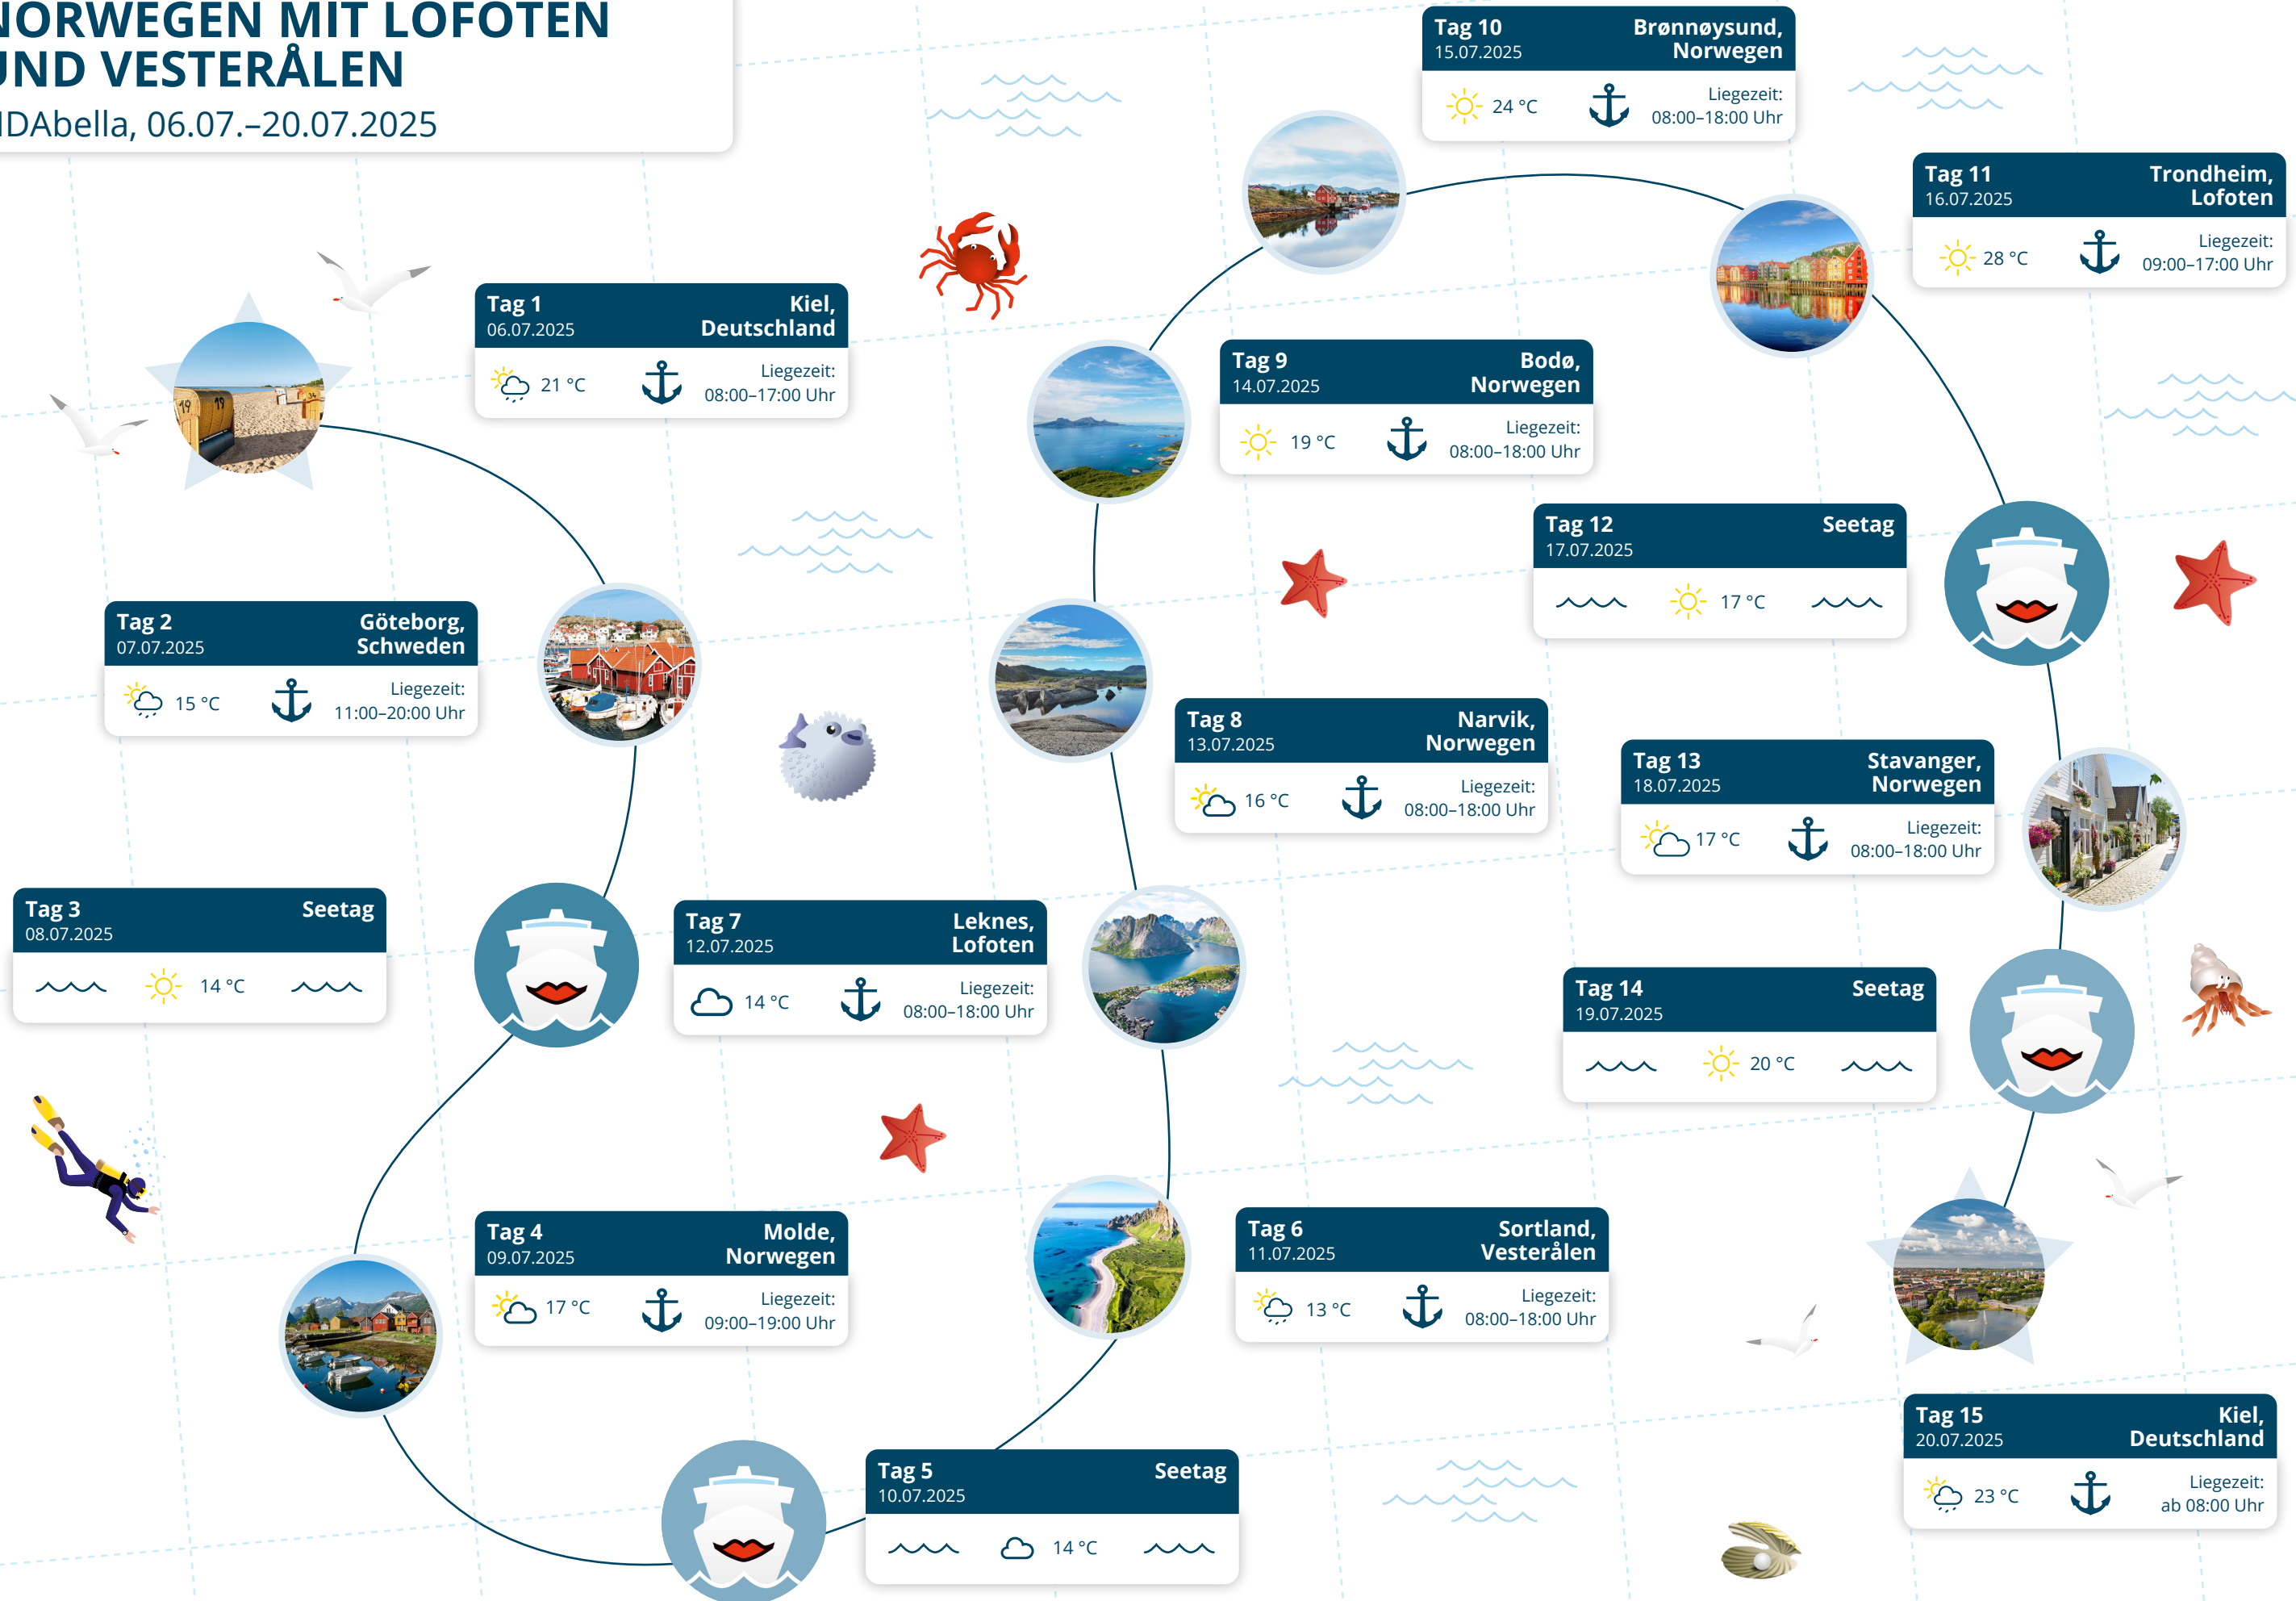 NORWEGEN MIT LOFOTEN
UND VESTERÅLEN
IDAbella, 06.07.–20.07.2025
Tag 1
06.07.2025
Kiel,
Deutschland
21 °C
Liegezeit:
08:00–17:00 Uhr
Tag 2
07.07.2025
Göteborg,
Schweden
15 °C
Liegezeit:
11:00–20:00 Uhr
Tag 3
08.07.2025
Seetag
14 °C
Tag 4
09.07.2025
Molde,
Norwegen
17 °C
Liegezeit:
09:00–19:00 Uhr
Tag 5
10.07.2025
Seetag
14 °C
Tag 6
11.07.2025
Sortland,
Vesterålen
13 °C
Liegezeit:
08:00–18:00 Uhr
Tag 7
12.07.2025
Leknes,
Lofoten
14 °C
Liegezeit:
08:00–18:00 Uhr
Tag 8
13.07.2025
Narvik,
Norwegen
16 °C
Liegezeit:
08:00–18:00 Uhr
Tag 9
14.07.2025
Bodø,
Norwegen
19 °C
Liegezeit:
08:00–18:00 Uhr
Tag 10
15.07.2025
Brønnøysund,
Norwegen
24 °C
Liegezeit:
08:00–18:00 Uhr
Tag 11
16.07.2025
Trondheim,
Lofoten
28 °C
Liegezeit:
09:00–17:00 Uhr
Tag 12
17.07.2025
Seetag
17 °C
Tag 13
18.07.2025
Stavanger,
Norwegen
17 °C
Liegezeit:
08:00–18:00 Uhr
Tag 14
19.07.2025
Seetag
20 °C
Tag 15
20.07.2025
Kiel,
Deutschland
23 °C
Liegezeit:
ab 08:00 Uhr
19
19
34